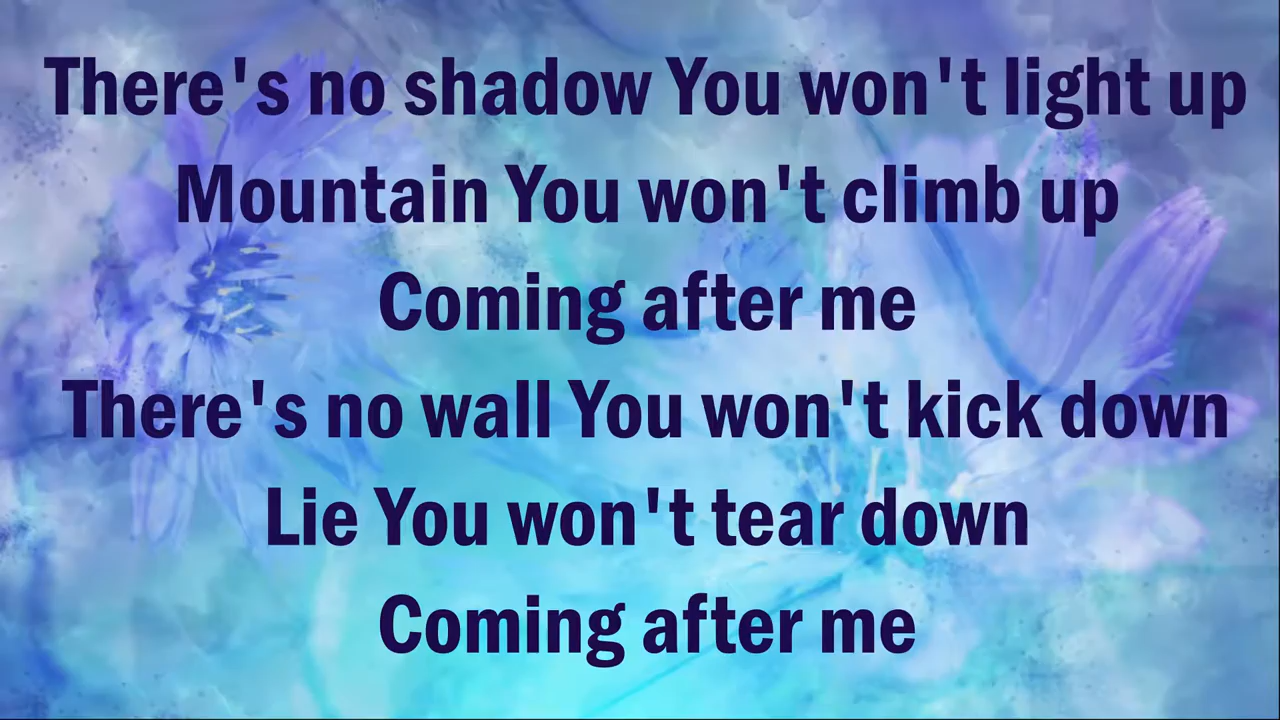 There's no shadow You won't light up
Mountain You won't climb up
Coming after me
There's no wall You won't kick down
Lie You won't tear down
Coming after me